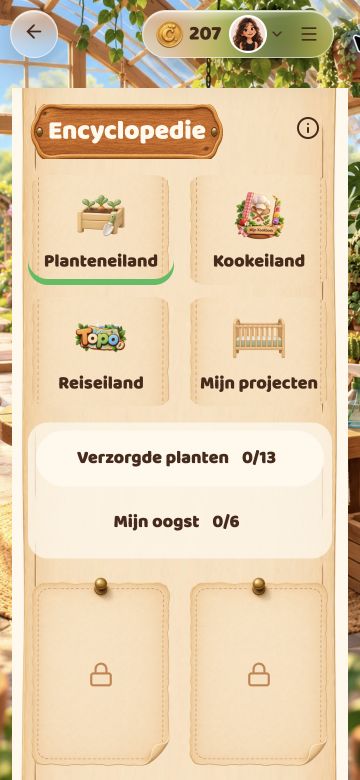 207
Encyclopedie
Planteneiland
Kookeiland
Topo
Reiseiland
Mijn projecten
Verzorgde planten 0/13
Mijn oogst 0/6